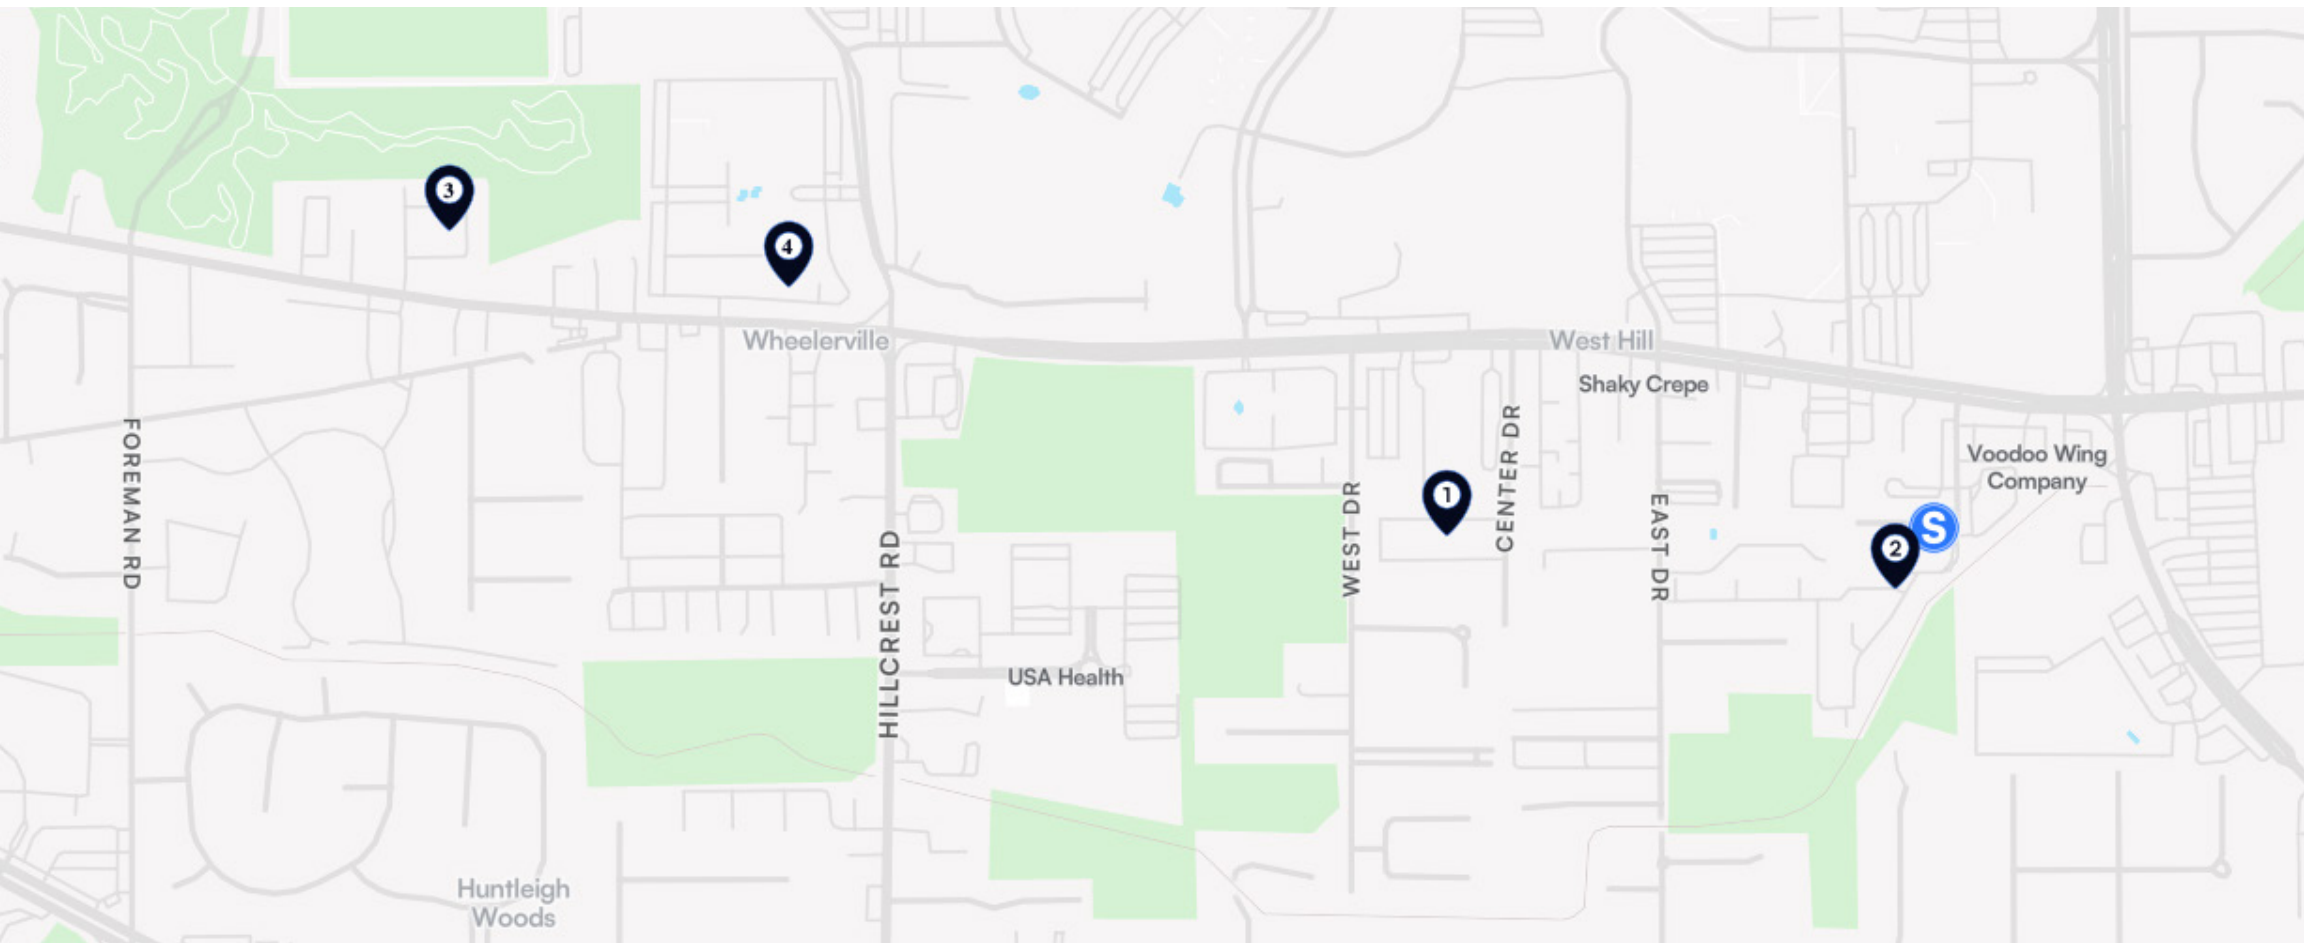 3
4
Wheelerville
West Hill
Shaky Crepe
FOREMAN RD
CENTER DR
Voodoo Wing
Company
WEST DR
1
EAST DR
S
2
HILLCREST RD
USA Health
Huntleigh
Woods